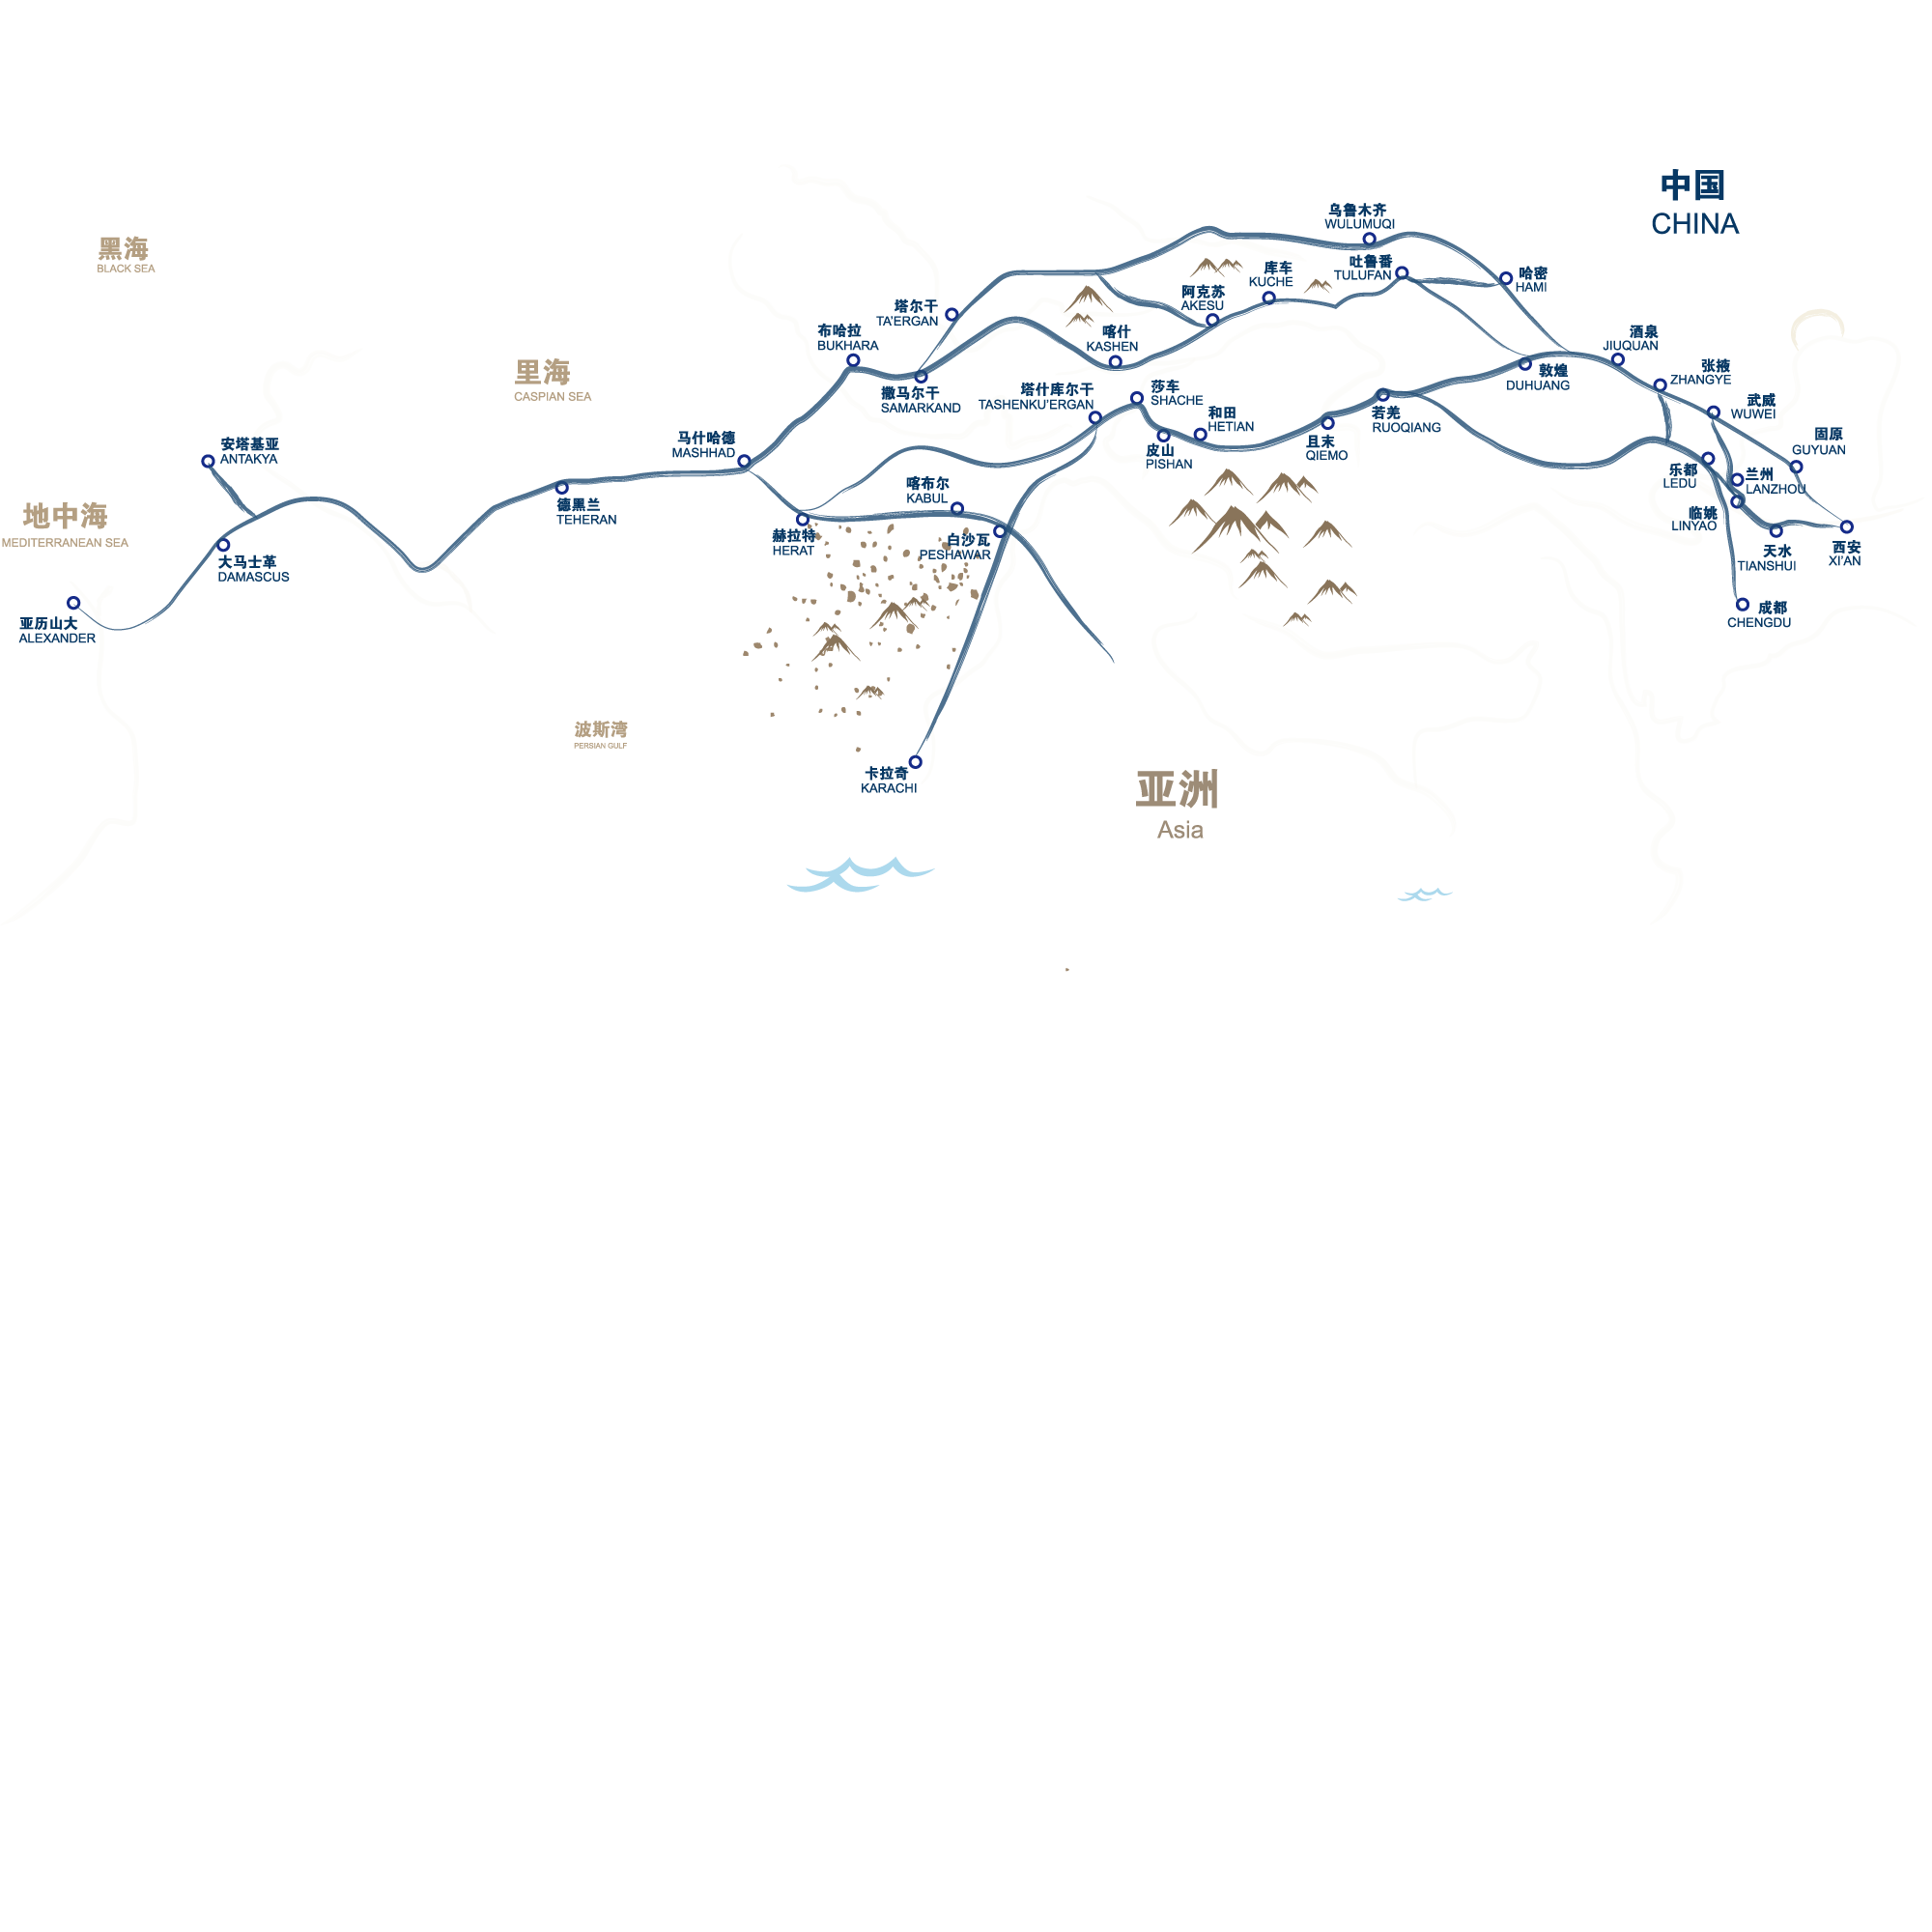 中国
CHINA
乌鲁木齐
WULUMUQI
黑海
BLACK SEA
吐鲁番
TULUFAN
库车
KUCHE
哈密
HAMI
阿克苏
AKESU
塔尔干
TA'ERGAN
布哈拉
BUKHARA
喀什
KASHEN
酒泉
JIUQUAN
里海
CASPIAN SEA
张掖
ZHANGYE
敦煌
DUHUANG
撒马尔干
SAMARKAND
塔什库尔干
TASHENKU'ERGAN
莎车
SHACHE
和田
HETIAN
若羌
RUOQIANG
武威
WUWEI
马什哈德
MASHHAD
安塔基亚
ANTAKYA
皮山
PISHAN
且末
QIEMO
固原
GUYUAN
乐都
LEDU
兰州
LANZHOU
喀布尔
KABUL
德黑兰
TEHERAN
地中海
MEDITERRANEAN SEA
临姚
LINYAO
赫拉特
HERAT
白沙瓦
PESHAWAR
天水
TIANSHUI
西安
XI'AN
大马士革
DAMASCUS
成都
CHENGDU
亚历山大
ALEXANDER
波斯湾
PERSIAN GULF
卡拉奇
KARACHI
亚洲
Asia